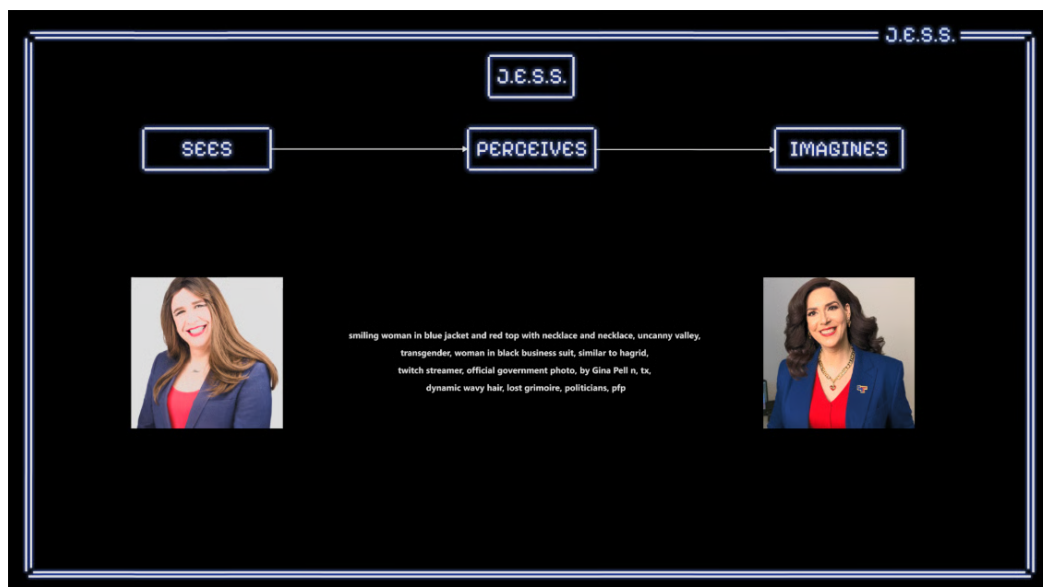 J.E.S.S.
J.E.S.S.
SEES
PERCEIVES
IMAGINES
smiling woman in blue jacket and red top with necklace and necklace, uncanny valley,
transgender, woman in black business suit, similar to hagrid,
twitch streamer, official government photo, by Gina Pell n, tx,
dynamic wavy hair, lost grimoire, politicians, pfp